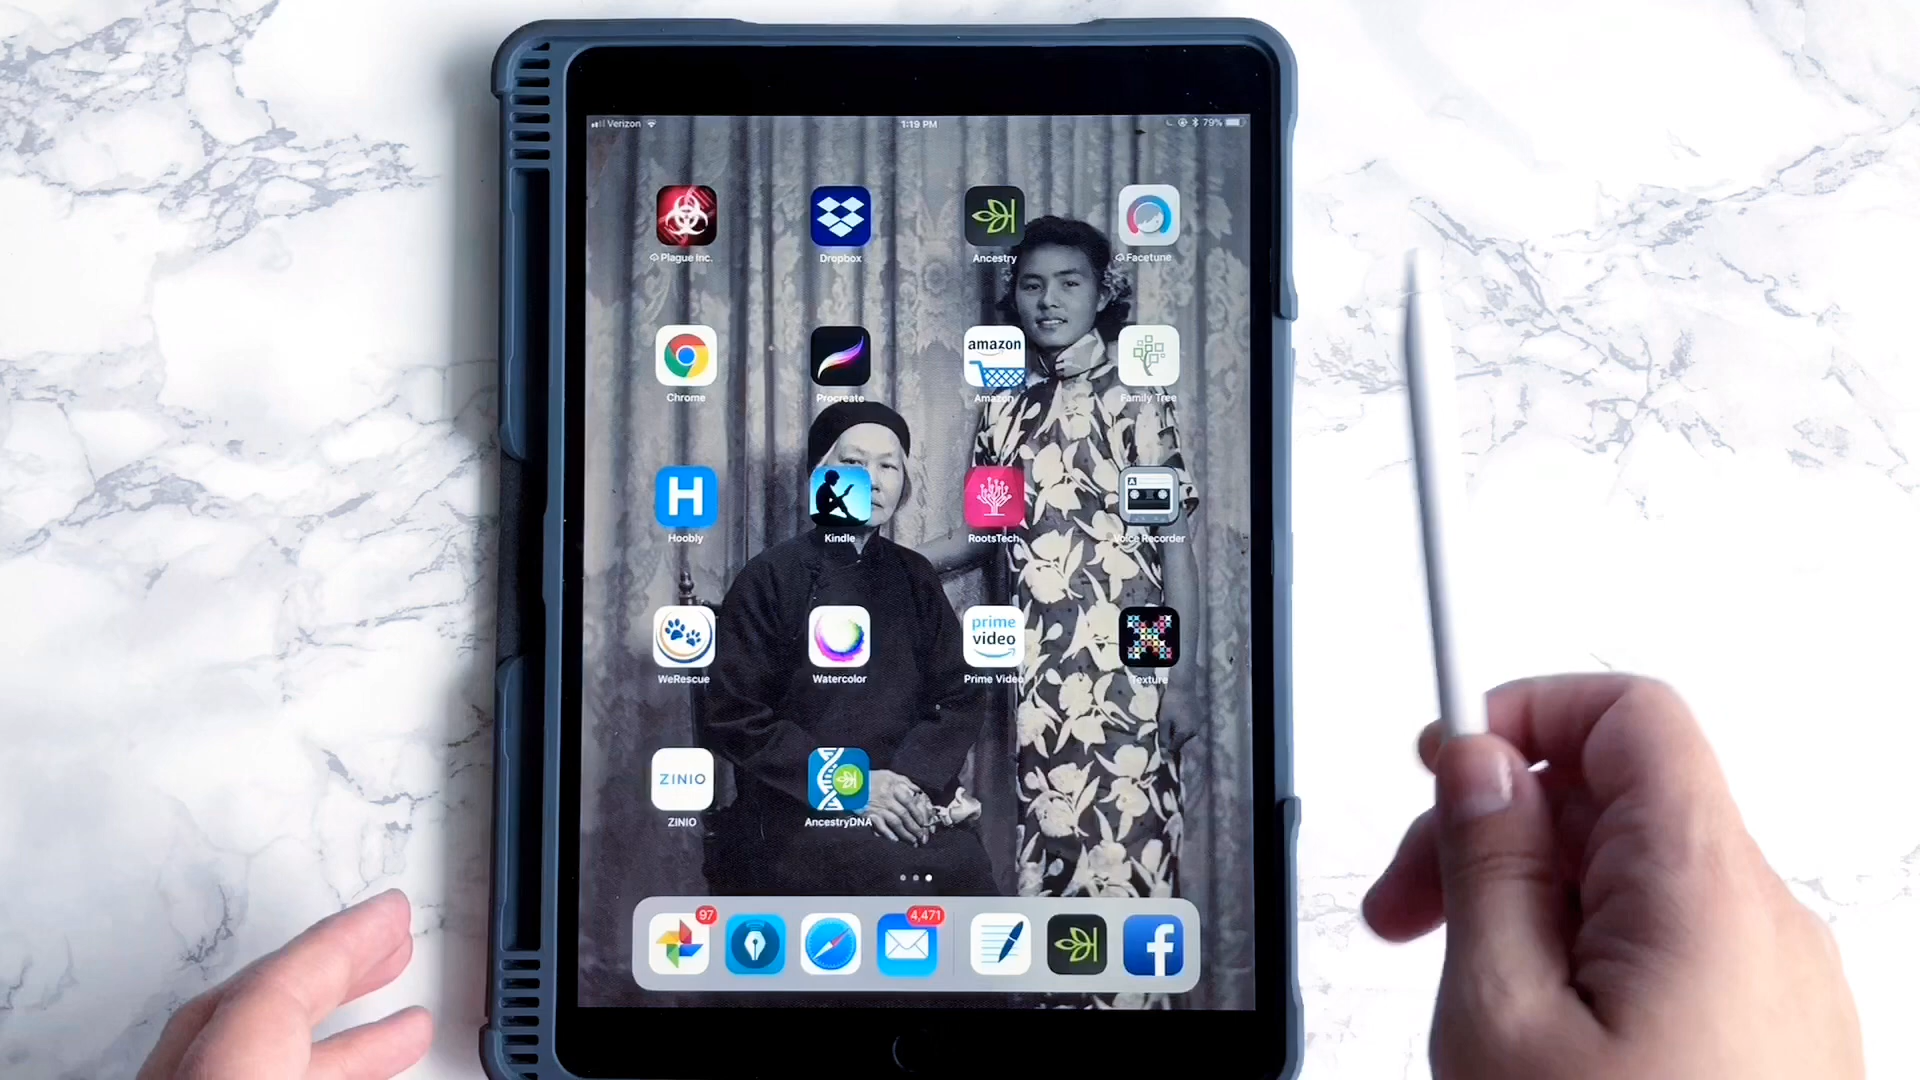 Verizon 1:19 PM 79%
Plague Inc. Dropbox Ancestry Facetune
amazon
Chrome Procreate Amazon Family Tree
H A
Hoobly Kindle RootsTech Voice Recorder
prime
video
WeRescue Watercolor Prime Video Texture
ZINIO
ZINIO AncestryDNA
97 4,471
f